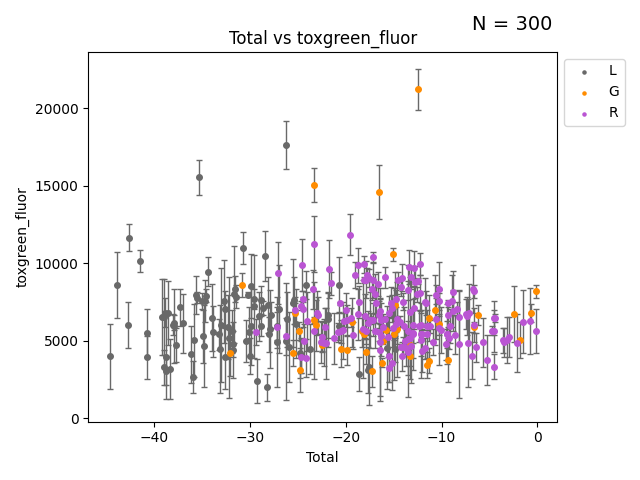 N = 300
Total vs toxgreen_fluor
L
G
R
toxgreen_fluor
20000
15000
10000
5000
0
−40
−30
−20
−10
0
Total